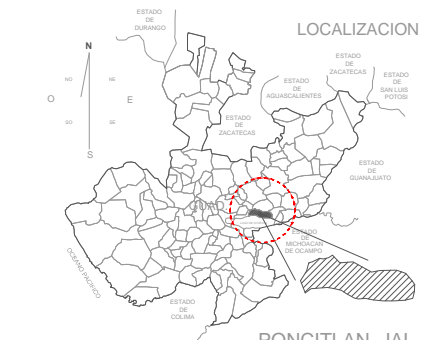 LOCALIZACION
ESTADO
DE
DURANGO
N
NO
NE
O
E
SO
SE
S
ESTADO
DE
ZACATECAS
ESTADO
DE
AGUASCALIENTES
ESTADO
DE
SAN LUIS
POTOSI
ESTADO
DE
ZACATECAS
ESTADO
DE
GUANAJUATO
GUAD
ESTADO
DE
MICHOACAN
DE OCAMPO
OCEANO PACIFICO
ESTADO
DE
COLIMA
PONCITLAN, JAL